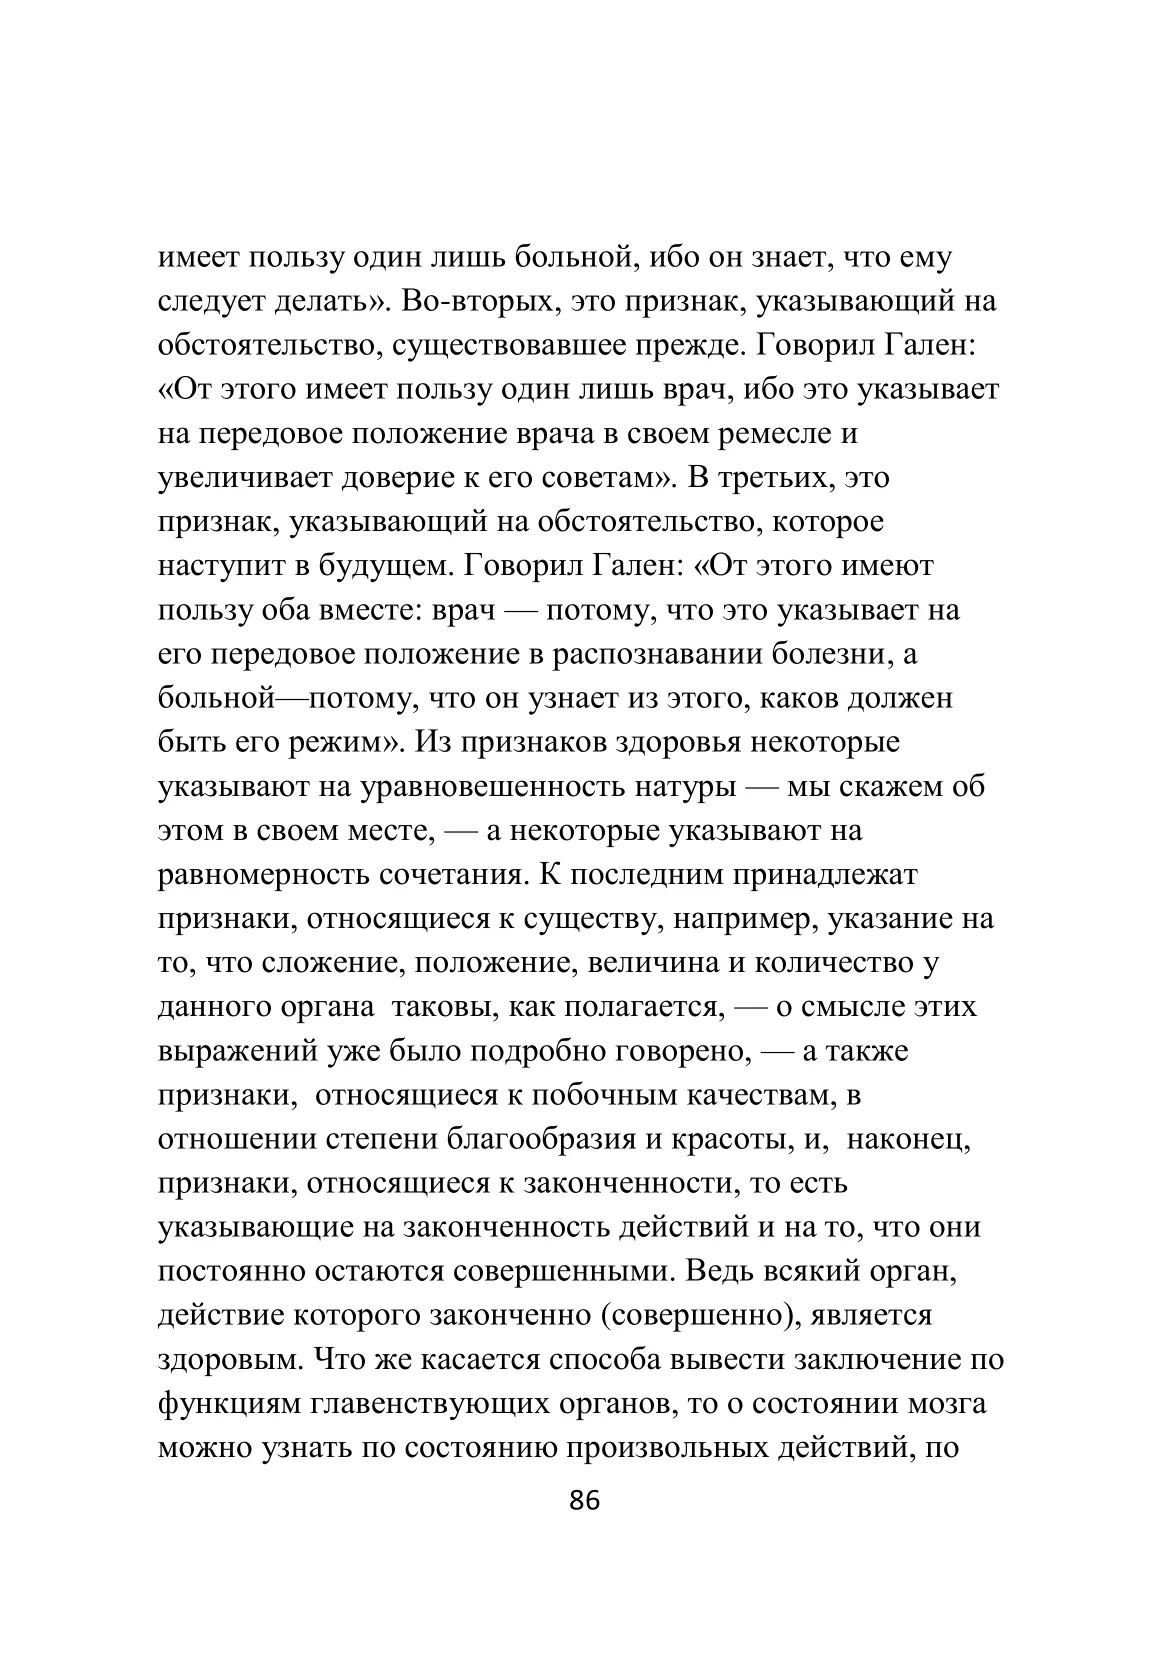 имеет пользу один лишь больной, ибо он знает, что ему
следует делать». Во-вторых, это признак, указывающий на
обстоятельство, существовавшее прежде. Говорил Гален:
«От этого имеет пользу один лишь врач, ибо это указывает
на передовое положение врача в своем ремесле и
увеличивает доверие к его советам». В третьих, это
признак, указывающий на обстоятельство, которое
наступит в будущем. Говорил Гален: «От этого имеют
пользу оба вместе: врач — потому, что это указывает на
его передовое положение в распознавании болезни, а
больной—потому, что он узнает из этого, каков должен
быть его режим». Из признаков здоровья некоторые
указывают на уравновешенность натуры — мы скажем об
этом в своем месте, — а некоторые указывают на
равномерность сочетания. К последним принадлежат
признаки, относящиеся к существу, например, указание на
то, что сложение, положение, величина и количество у
данного органа  таковы, как полагается, — о смысле этих
выражений уже было подробно говорено, — а также
признаки,  относящиеся к побочным качествам, в
отношении степени благообразия и красоты, и,  наконец,
признаки, относящиеся к законченности, то есть
указывающие на законченность действий и на то, что они
постоянно остаются совершенными. Ведь всякий орган,
действие которого законченно (совершенно), является
здоровым. Что же касается способа вывести заключение по
функциям главенствующих органов, то о состоянии мозга
можно узнать по состоянию произвольных действий, по
86